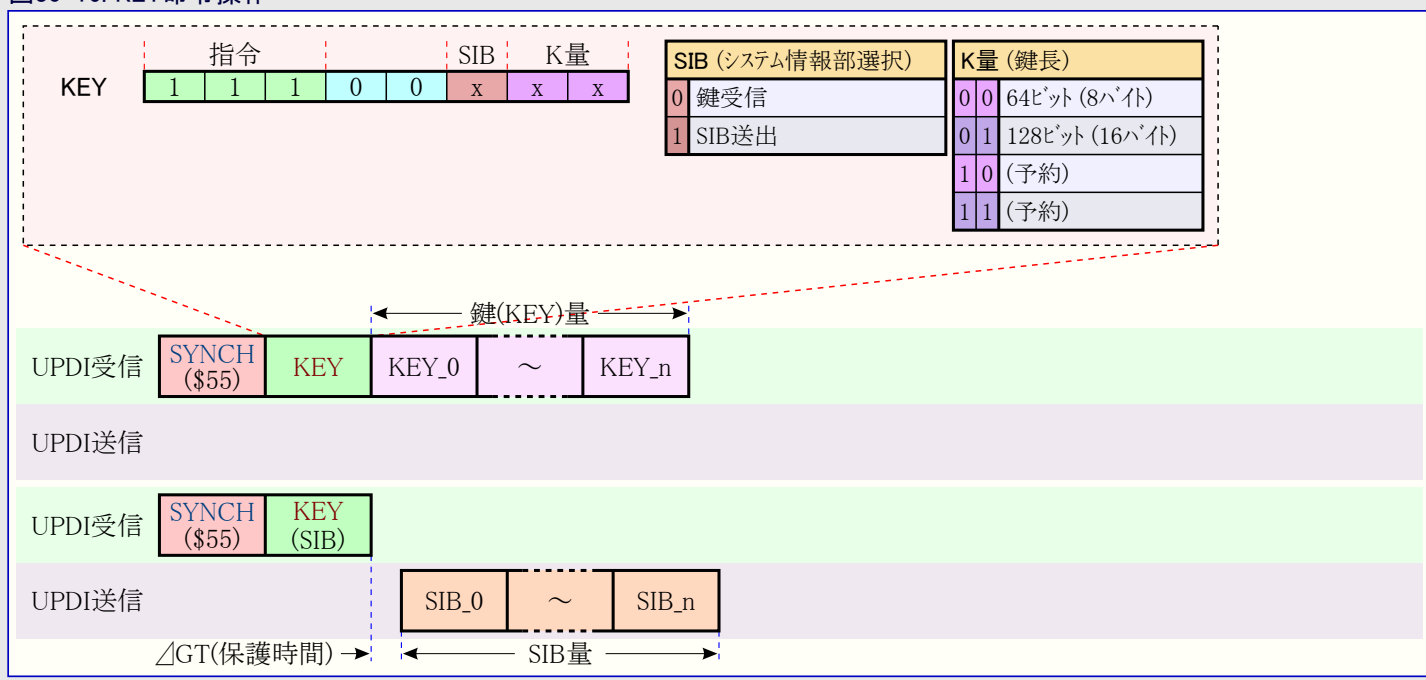 指令 SIB K量
KEY 1 1 1 0 0 x x x
SIB (システム情報部選択)
0 鍵受信
1 SIB送出
K量 (鍵長)
0 0 64ビット (8バイト)
0 1 128ビット (16バイト)
1 0 (予約)
1 1 (予約)
鍵(KEY)量
UPDI受信 SYNCH ($55) KEY KEY_0 ～ KEY_n
UPDI送信
UPDI受信 SYNCH ($55) KEY (SIB)
UPDI送信 SIB_0 ～ SIB_n
⊿GT(保護時間) SIB量